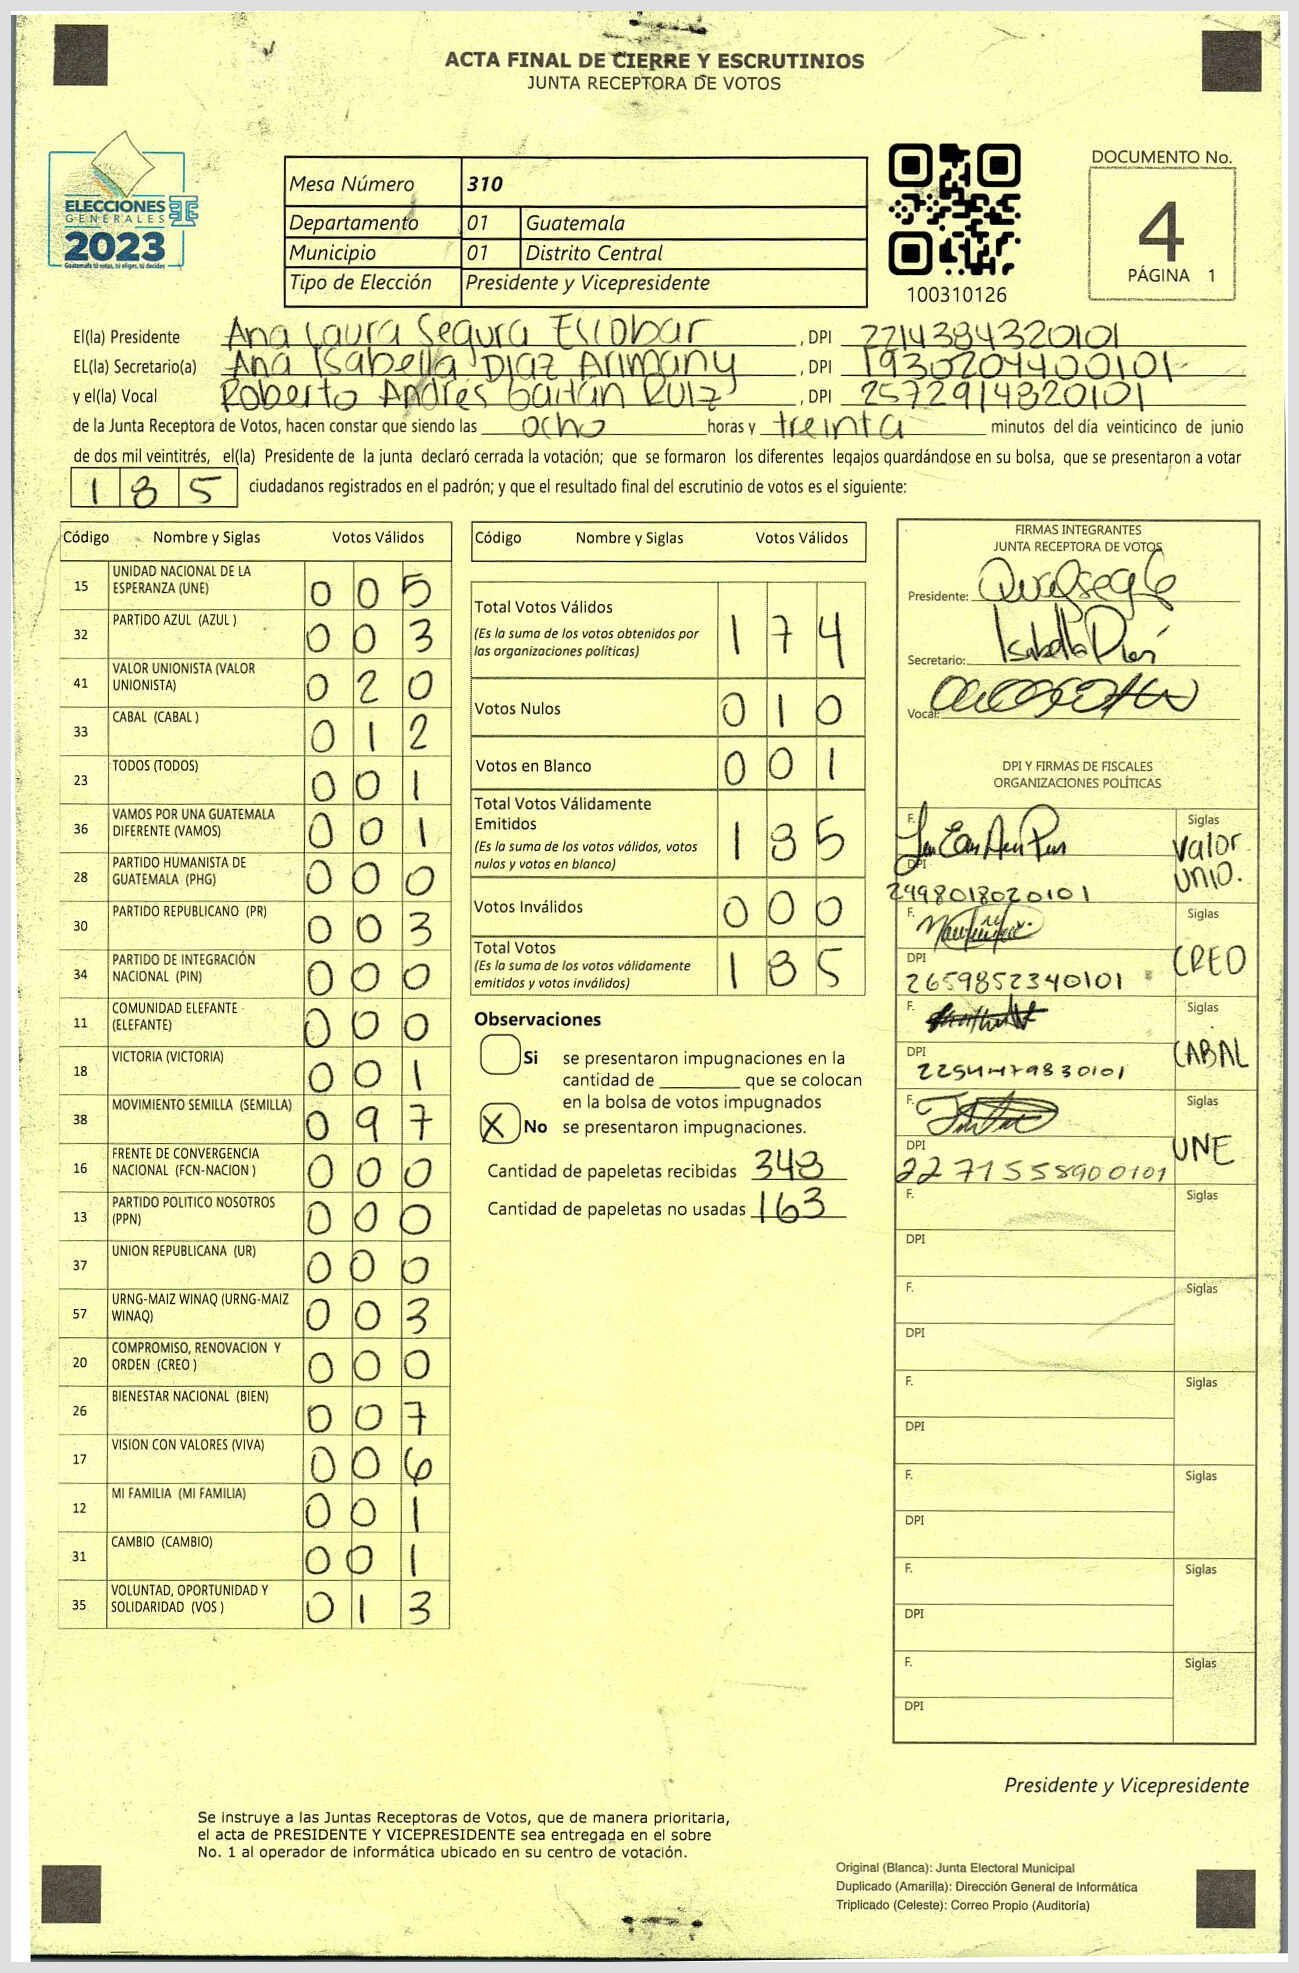 ACTA FINAL DE CIERRE Y ESCRUTINIOS
JUNTA RECEPTORA DE VOTOS
ELECCIONES
GENERALES
2023
Guatemala tú votas, tú eliges, tú decides
Mesa Número 310
Departamento 01 Guatemala
Municipio 01 Distrito Central
Tipo de Elección Presidente y Vicepresidente
100310126
DOCUMENTO No.
4
PÁGINA 1
El(la) Presidente Ana Laura Segura Escobar , DPI 2214384320101
EL(la) Secretario(a) Ana Isabella Díaz Arimany , DPI 1930204400101
y el(la) Vocal Roberto Andrés Gaitán Ruiz , DPI 2572914820101
de la Junta Receptora de Votos, hacen constar que siendo las ocho horas y treinta minutos del día veinticinco de junio
de dos mil veintitrés, el(la) Presidente de la junta declaró cerrada la votación; que se formaron los diferentes legajos guardándose en su bolsa, que se presentaron a votar
185 ciudadanos registrados en el padrón; y que el resultado final del escrutinio de votos es el siguiente:
Código Nombre y Siglas Votos Válidos
15 UNIDAD NACIONAL DE LA ESPERANZA (UNE) 0 0 5
32 PARTIDO AZUL (AZUL ) 0 0 3
41 VALOR UNIONISTA (VALOR UNIONISTA) 0 2 0
33 CABAL (CABAL ) 0 1 2
23 TODOS (TODOS) 0 0 1
36 VAMOS POR UNA GUATEMALA DIFERENTE (VAMOS) 0 0 1
28 PARTIDO HUMANISTA DE GUATEMALA (PHG) 0 0 0
30 PARTIDO REPUBLICANO (PR) 0 0 3
34 PARTIDO DE INTEGRACIÓN NACIONAL (PIN) 0 0 0
11 COMUNIDAD ELEFANTE (ELEFANTE) 0 0 0
18 VICTORIA (VICTORIA) 0 0 1
38 MOVIMIENTO SEMILLA (SEMILLA) 0 9 7
16 FRENTE DE CONVERGENCIA NACIONAL (FCN-NACION ) 0 0 0
13 PARTIDO POLITICO NOSOTROS (PPN) 0 0 0
37 UNION REPUBLICANA (UR) 0 0 0
57 URNG-MAIZ WINAQ (URNG-MAIZ WINAQ) 0 0 3
20 COMPROMISO, RENOVACION Y ORDEN (CREO ) 0 0 0
26 BIENESTAR NACIONAL (BIEN) 0 0 7
17 VISION CON VALORES (VIVA) 0 0 6
12 MI FAMILIA (MI FAMILIA) 0 0 1
31 CAMBIO (CAMBIO) 0 0 1
35 VOLUNTAD, OPORTUNIDAD Y SOLIDARIDAD (VOS ) 0 1 3
Código Nombre y Siglas Votos Válidos
Total Votos Válidos 1 7 4
(Es la suma de los votos obtenidos por
las organizaciones políticas)
Votos Nulos 0 1 0
Votos en Blanco 0 0 1
Total Votos Válidamente
Emitidos 1 8 5
(Es la suma de los votos válidos, votos
nulos y votos en blanco)
Votos Inválidos 0 0 0
Total Votos 1 8 5
(Es la suma de los votos válidamente
emitidos y votos inválidos)
Observaciones
Si se presentaron impugnaciones en la
cantidad de ________ que se colocan
en la bolsa de votos impugnados
X No se presentaron impugnaciones.
Cantidad de papeletas recibidas 348
Cantidad de papeletas no usadas 163
FIRMAS INTEGRANTES
JUNTA RECEPTORA DE VOTOS
Presidente:
Secretario: Isabella Díaz
Vocal:
DPI Y FIRMAS DE FISCALES
ORGANIZACIONES POLÍTICAS
F. Siglas
Valor
Unio.
DPI
2498018020101
F. Siglas
CREO
DPI
2659852340101
F. Siglas
CABAL
DPI
2254479830101
F. Siglas
UNE
DPI
2271558900101
F. Siglas
DPI
F. Siglas
DPI
F. Siglas
DPI
F. Siglas
DPI
F. Siglas
DPI
F. Siglas
DPI
Presidente y Vicepresidente
Se instruye a las Juntas Receptoras de Votos, que de manera prioritaria,
el acta de PRESIDENTE Y VICEPRESIDENTE sea entregada en el sobre
No. 1 al operador de informática ubicado en su centro de votación.
Original (Blanca): Junta Electoral Municipal
Duplicado (Amarilla): Dirección General de Informática
Triplicado (Celeste): Correo Propio (Auditoría)